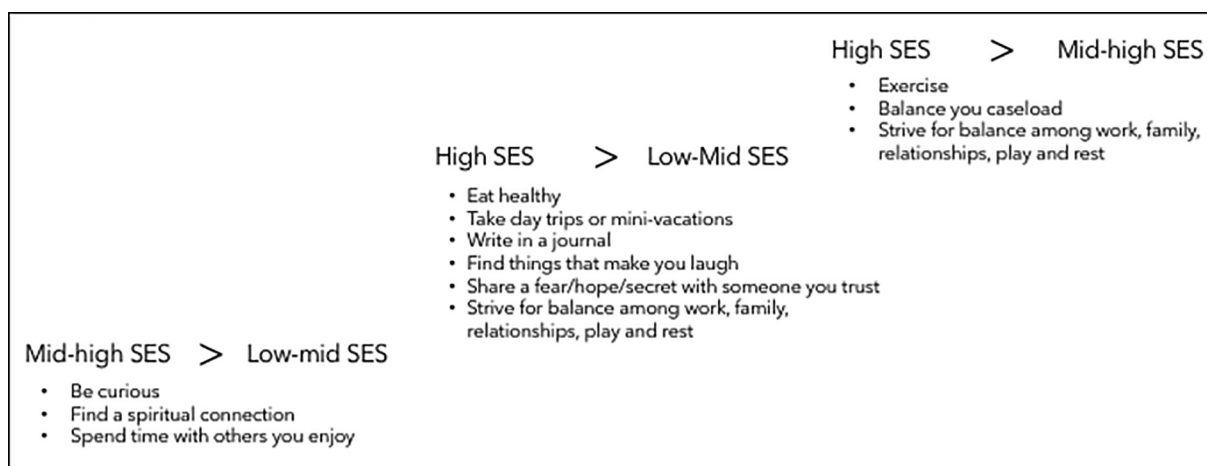 High SES > Mid-high SES
• Exercise
• Balance you caseload
• Strive for balance among work, family,
relationships, play and rest
High SES > Low-Mid SES
• Eat healthy
• Take day trips or mini-vacations
• Write in a journal
• Find things that make you laugh
• Share a fear/hope/secret with someone you trust
• Strive for balance among work, family,
relationships, play and rest
Mid-high SES > Low-mid SES
• Be curious
• Find a spiritual connection
• Spend time with others you enjoy